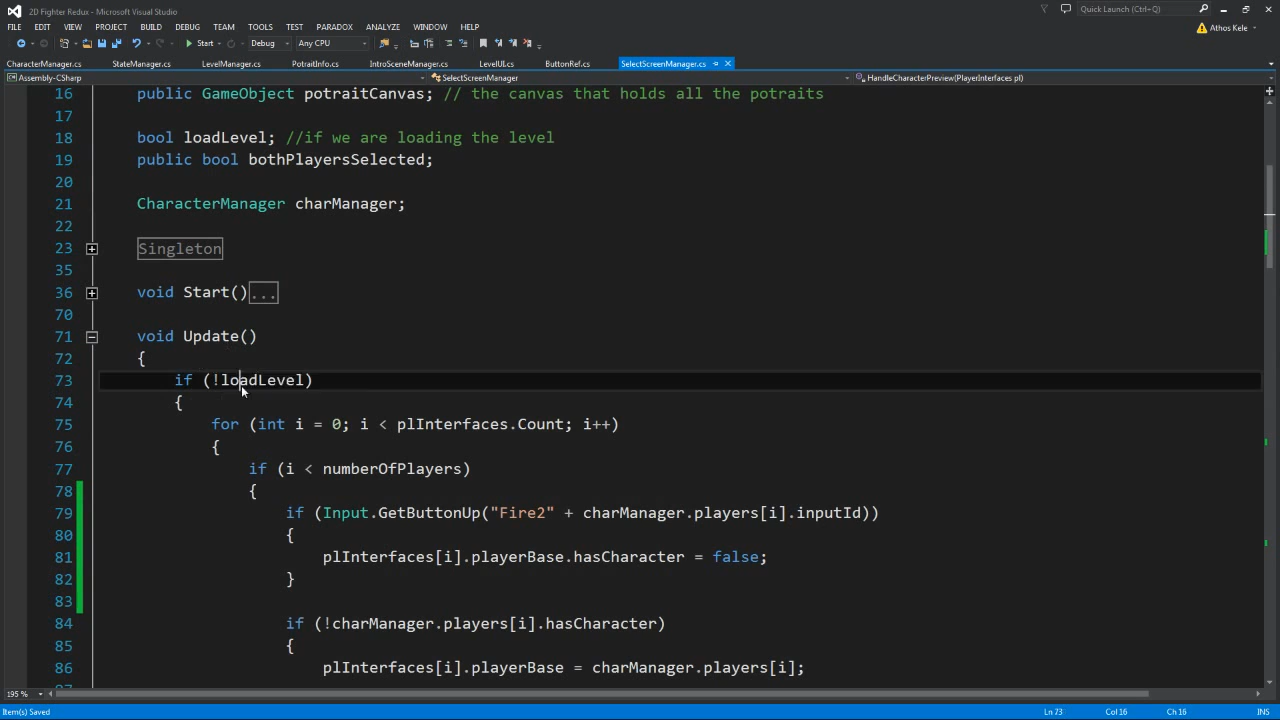 2D Fighter Redux - Microsoft Visual Studio
Quick Launch (Ctrl+Q)
FILE EDIT VIEW PROJECT BUILD DEBUG TEAM TOOLS TEST PARADOX ANALYZE WINDOW HELP
Athos Kele
Start Debug Any CPU
CharacterManager.cs StateManager.cs LevelManager.cs PotraitInfo.cs IntroSceneManager.cs LevelUI.cs ButtonRef.cs SelectScreenManager.cs
Assembly-CSharp SelectScreenManager HandleCharacterPreview(PlayerInterfaces pl)
16 public GameObject potraitCanvas; // the canvas that holds all the potraits
17
18 bool loadLevel; //if we are loading the level
19 public bool bothPlayersSelected;
20
21 CharacterManager charManager;
22
23 Singleton
35
36 void Start()...
70
71 void Update()
72 {
73 if (!loadLevel)
74 {
75 for (int i = 0; i < plInterfaces.Count; i++)
76 {
77 if (i < numberOfPlayers)
78 {
79 if (Input.GetButtonUp("Fire2" + charManager.players[i].inputId))
80 {
81 plInterfaces[i].playerBase.hasCharacter = false;
82 }
83
84 if (!charManager.players[i].hasCharacter)
85 {
86 plInterfaces[i].playerBase = charManager.players[i];
195 %
Item(s) Saved Ln 73 Col 16 Ch 16 INS